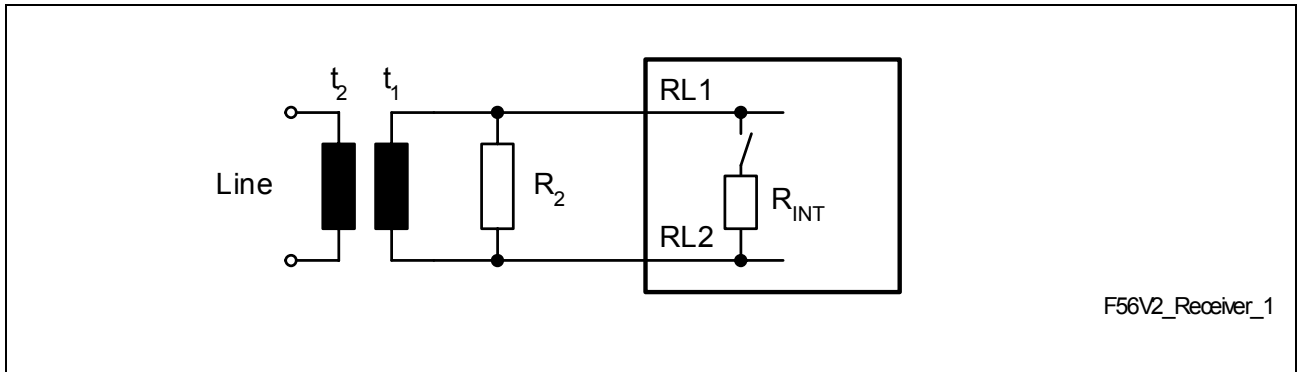 t2 t1
RL1
Line
R2
RINT
RL2
F56V2_Receiver_1